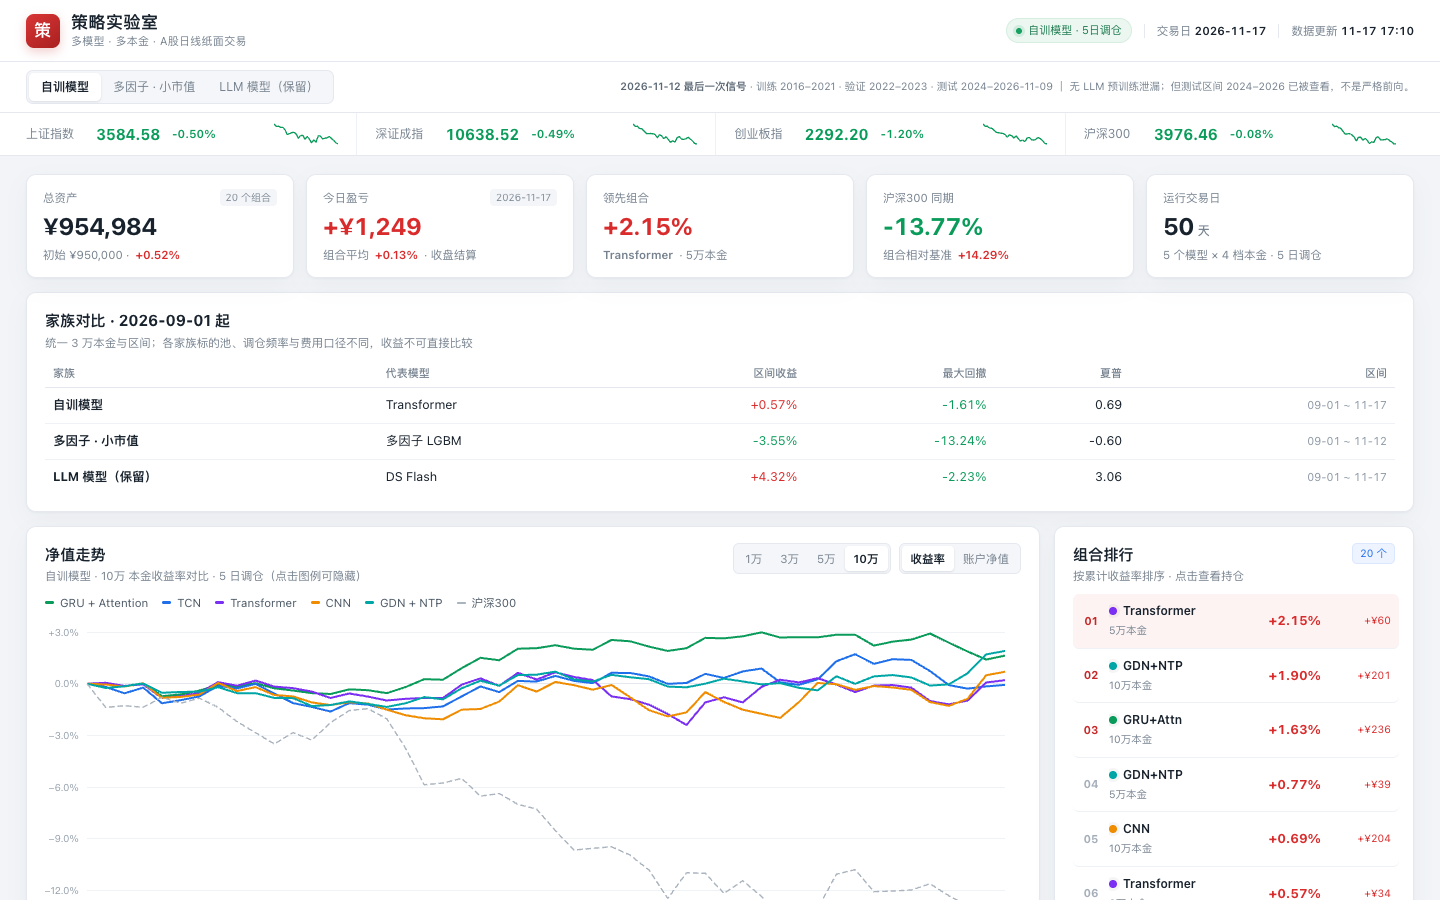 策
策略实验室
多模型 · 多本金 · A股日线纸面交易
自训模型 · 5日调仓
交易日 2026-11-17
数据更新 11-17 17:10
自训模型 多因子 · 小市值 LLM 模型（保留）
2026-11-12 最后一次信号 · 训练 2016–2021 · 验证 2022–2023 · 测试 2024–2026-11-09 ｜ 无 LLM 预训练泄漏；但测试区间 2024–2026 已被查看，不是严格前向。
上证指数 3584.58 -0.50%
深证成指 10638.52 -0.49%
创业板指 2292.20 -1.20%
沪深300 3976.46 -0.08%
总资产 20 个组合
¥954,984
初始 ¥950,000 · +0.52%
今日盈亏 2026-11-17
+¥1,249
组合平均 +0.13% · 收盘结算
领先组合
+2.15%
Transformer · 5万本金
沪深300 同期
-13.77%
组合相对基准 +14.29%
运行交易日
50 天
5 个模型 × 4 档本金 · 5 日调仓
家族对比 · 2026-09-01 起
统一 3 万本金与区间；各家族标的池、调仓频率与费用口径不同，收益不可直接比较
家族 代表模型 区间收益 最大回撤 夏普 区间
自训模型 Transformer +0.57% -1.61% 0.69 09-01 ~ 11-17
多因子 · 小市值 多因子 LGBM -3.55% -13.24% -0.60 09-01 ~ 11-12
LLM 模型（保留） DS Flash +4.32% -2.23% 3.06 09-01 ~ 11-17
净值走势
自训模型 · 10万 本金收益率对比 · 5 日调仓（点击图例可隐藏）
1万 3万 5万 10万
收益率 账户净值
GRU + Attention TCN Transformer CNN GDN + NTP 沪深300
+3.0%
0.0%
−3.0%
−6.0%
−9.0%
−12.0%
组合排行 20 个
按累计收益率排序 · 点击查看持仓
01 Transformer +2.15% +¥60
5万本金
02 GDN+NTP +1.90% +¥201
10万本金
03 GRU+Attn +1.63% +¥236
10万本金
04 GDN+NTP +0.77% +¥39
5万本金
05 CNN +0.69% +¥204
10万本金
06 Transformer +0.57% +¥34